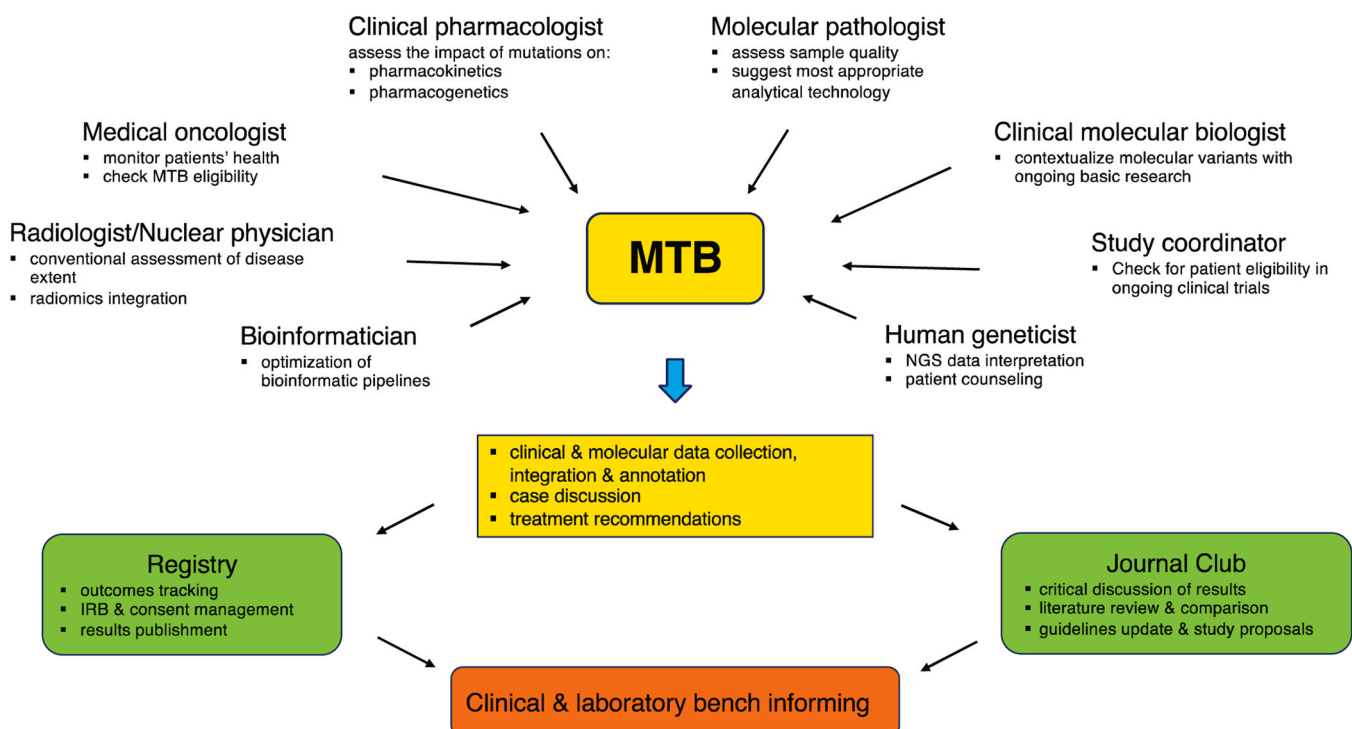 Clinical pharmacologist
assess the impact of mutations on:
▪ pharmacokinetics
▪ pharmacogenetics
Molecular pathologist
▪ assess sample quality
▪ suggest most appropriate
analytical technology
Medical oncologist
▪ monitor patients’ health
▪ check MTB eligibility
Clinical molecular biologist
▪ contextualize molecular variants with
ongoing basic research
Radiologist/Nuclear physician
▪ conventional assessment of disease
extent
▪ radiomics integration
MTB
Study coordinator
▪ Check for patient eligibility in
ongoing clinical trials
Bioinformatician
▪ optimization of
bioinformatic pipelines
Human geneticist
▪ NGS data interpretation
▪ patient counseling
▪ clinical & molecular data collection,
integration & annotation
▪ case discussion
▪ treatment recommendations
Registry
▪ outcomes tracking
▪ IRB & consent management
▪ results publishment
Journal Club
▪ critical discussion of results
▪ literature review & comparison
▪ guidelines update & study proposals
Clinical & laboratory bench informing